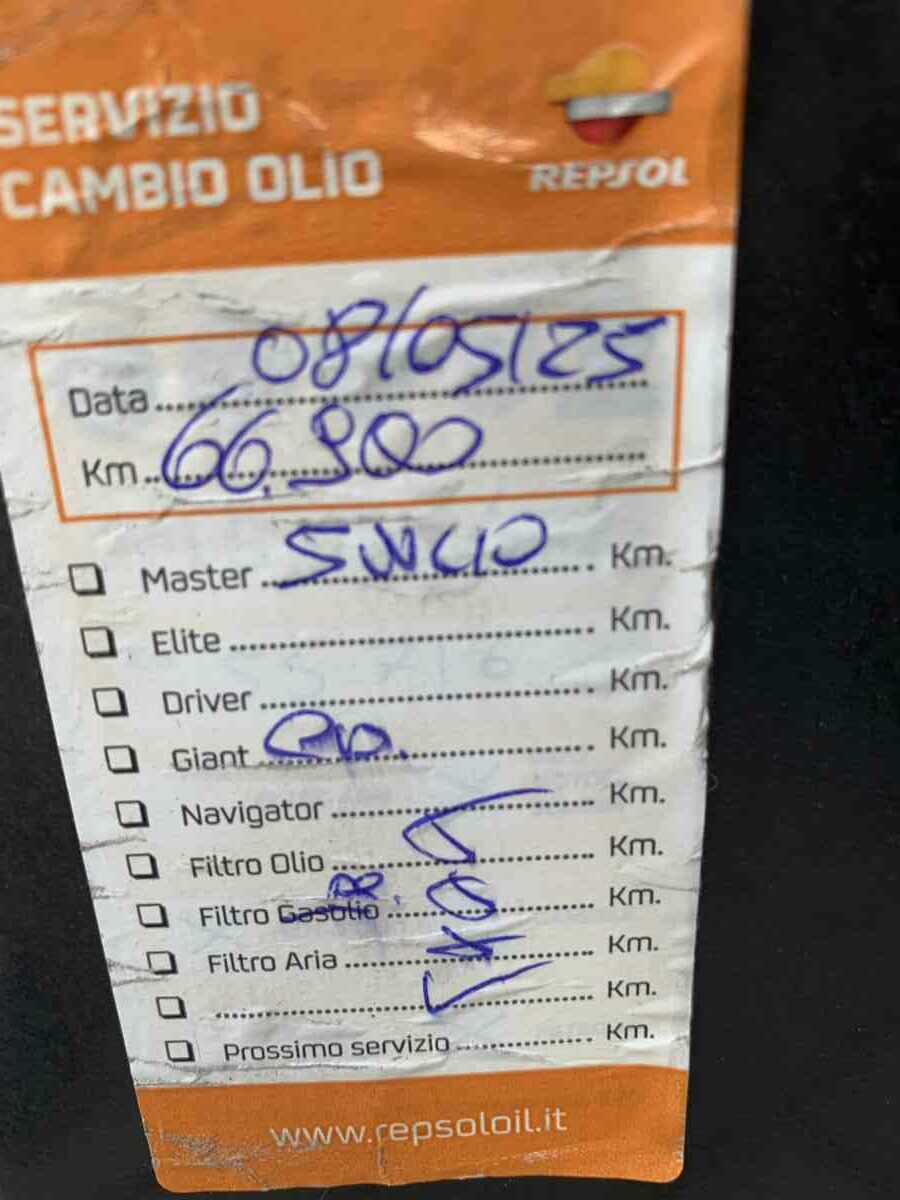 SERVIZIO
CAMBIO OLIO
REPSOL
Data 08/05/25
Km 66.900
Master Km.
Elite Km.
Driver Km.
Giant Km.
Navigator Km.
Filtro Olio Km.
Filtro Gasolio Km.
Filtro Aria Km.
Km.
Prossimo servizio Km.
www.repsoloil.it